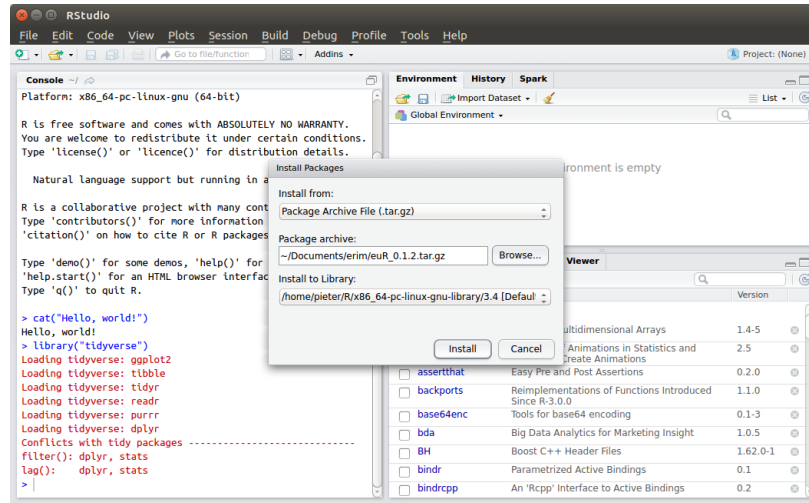 RStudio
File Edit Code View Plots Session Build Debug Profile Tools Help
Go to file/function Addins Project: (None)
Console ~/
Platform: x86_64-pc-linux-gnu (64-bit)
R is free software and comes with ABSOLUTELY NO WARRANTY.
You are welcome to redistribute it under certain conditions.
Type 'license()' or 'licence()' for distribution details.
Natural language support but running in a
R is a collaborative project with many cont
Type 'contributors()' for more information
'citation()' on how to cite R or R packages
Type 'demo()' for some demos, 'help()' for
'help.start()' for an HTML browser interfac
Type 'q()' to quit R.
> cat("Hello, world!")
Hello, world!
> library("tidyverse")
Loading tidyverse: ggplot2
Loading tidyverse: tibble
Loading tidyverse: tidyr
Loading tidyverse: readr
Loading tidyverse: purrr
Loading tidyverse: dplyr
Conflicts with tidy packages ----------------------------
filter(): dplyr, stats
lag():    dplyr, stats
>
Install Packages
Install from:
Package Archive File (.tar.gz)
Package archive:
~/Documents/erim/euR_0.1.2.tar.gz Browse...
Install to Library:
/home/pieter/R/x86_64-pc-linux-gnu-library/3.4 [Defaul
Install Cancel
Environment History Spark
Import Dataset List
Global Environment
ironment is empty
Viewer
Version
ultidimensional Arrays 1.4-5
f Animations in Statistics and 2.5
Create Animations
assertthat Easy Pre and Post Assertions 0.2.0
backports Reimplementations of Functions Introduced 1.1.0
Since R-3.0.0
base64enc Tools for base64 encoding 0.1-3
bda Big Data Analytics for Marketing Insight 1.0.5
BH Boost C++ Header Files 1.62.0-1
bindr Parametrized Active Bindings 0.1
bindrcpp An 'Rcpp' Interface to Active Bindings 0.2